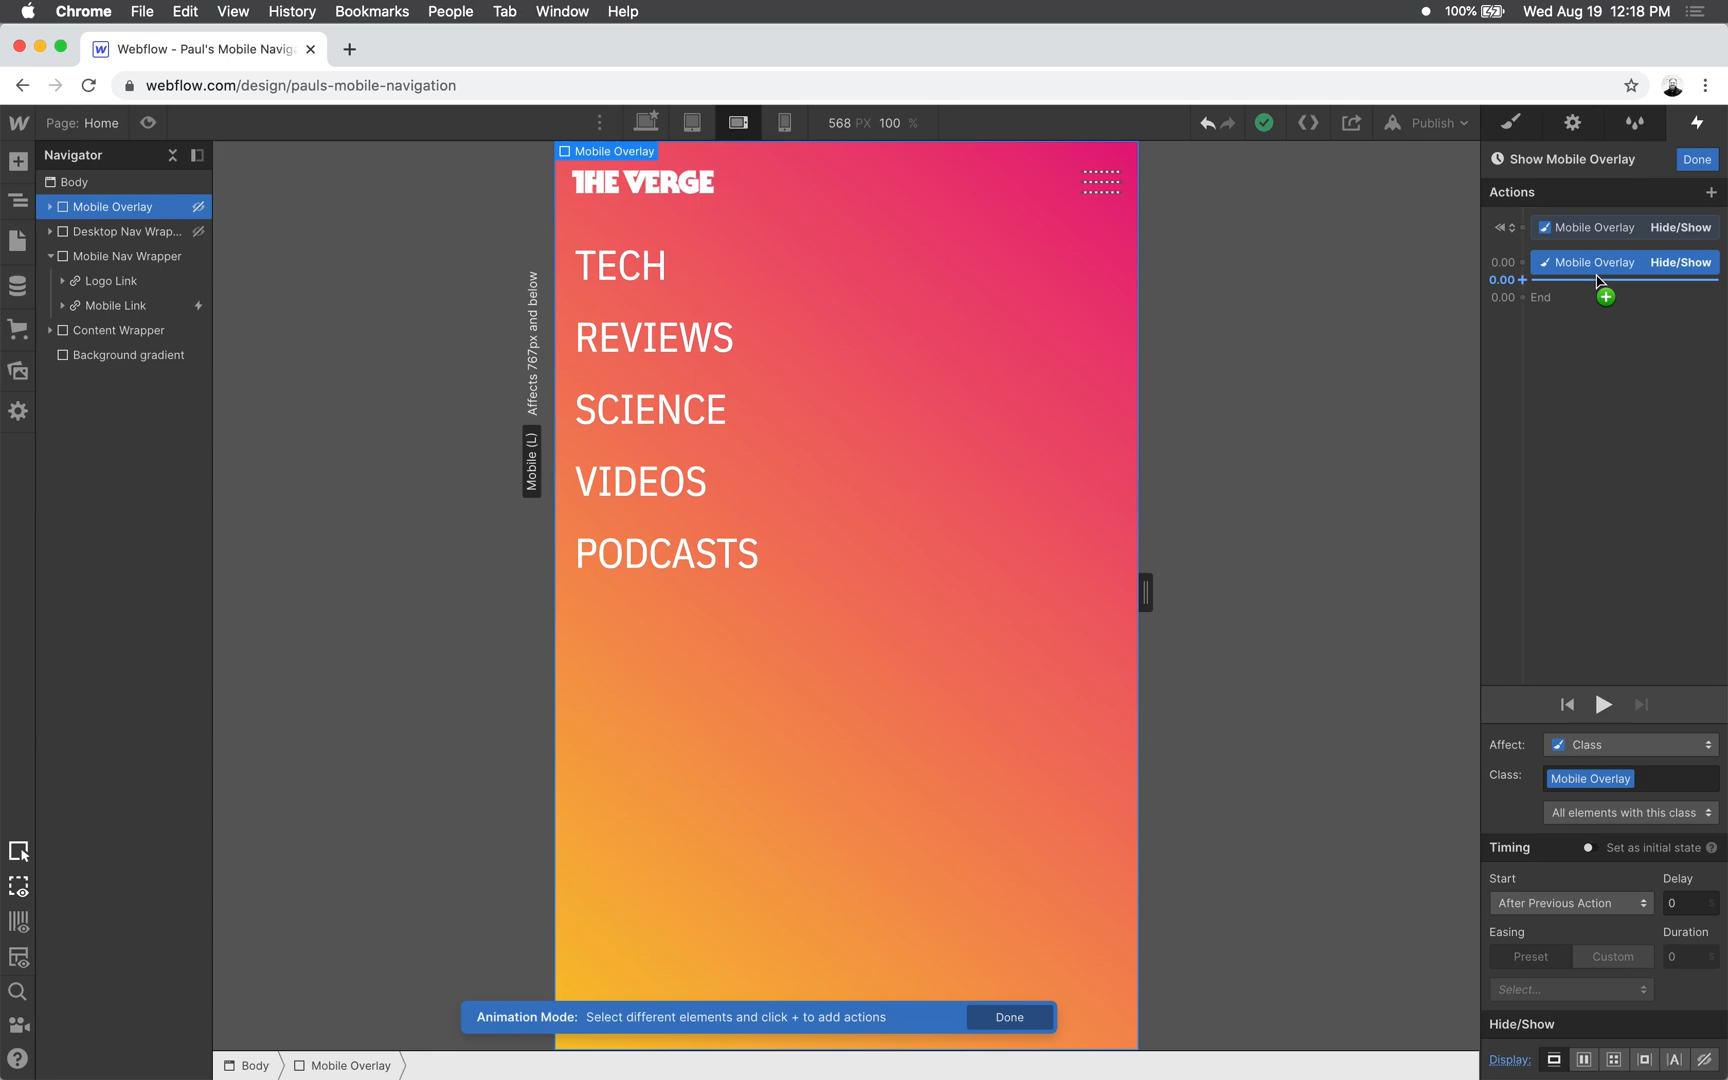 Chrome File Edit View History Bookmarks People Tab Window Help
100% Wed Aug 19 12:18 PM
Webflow - Paul's Mobile Naviga
webflow.com/design/pauls-mobile-navigation
Page: Home
568 PX 100 %
Publish
Navigator
Body
Mobile Overlay
Desktop Nav Wrap...
Mobile Nav Wrapper
Logo Link
Mobile Link
Content Wrapper
Background gradient
Affects 767px and below
Mobile (L)
Mobile Overlay
THE VERGE
TECH
REVIEWS
SCIENCE
VIDEOS
PODCASTS
Animation Mode: Select different elements and click + to add actions Done
Body Mobile Overlay
Show Mobile Overlay Done
Actions
Mobile Overlay Hide/Show
0.00 Mobile Overlay Hide/Show
0.00
0.00 End
Affect: Class
Class: Mobile Overlay
All elements with this class
Timing Set as initial state
Start Delay
After Previous Action 0 S
Easing Duration
Preset Custom 0 S
Select...
Hide/Show
Display: